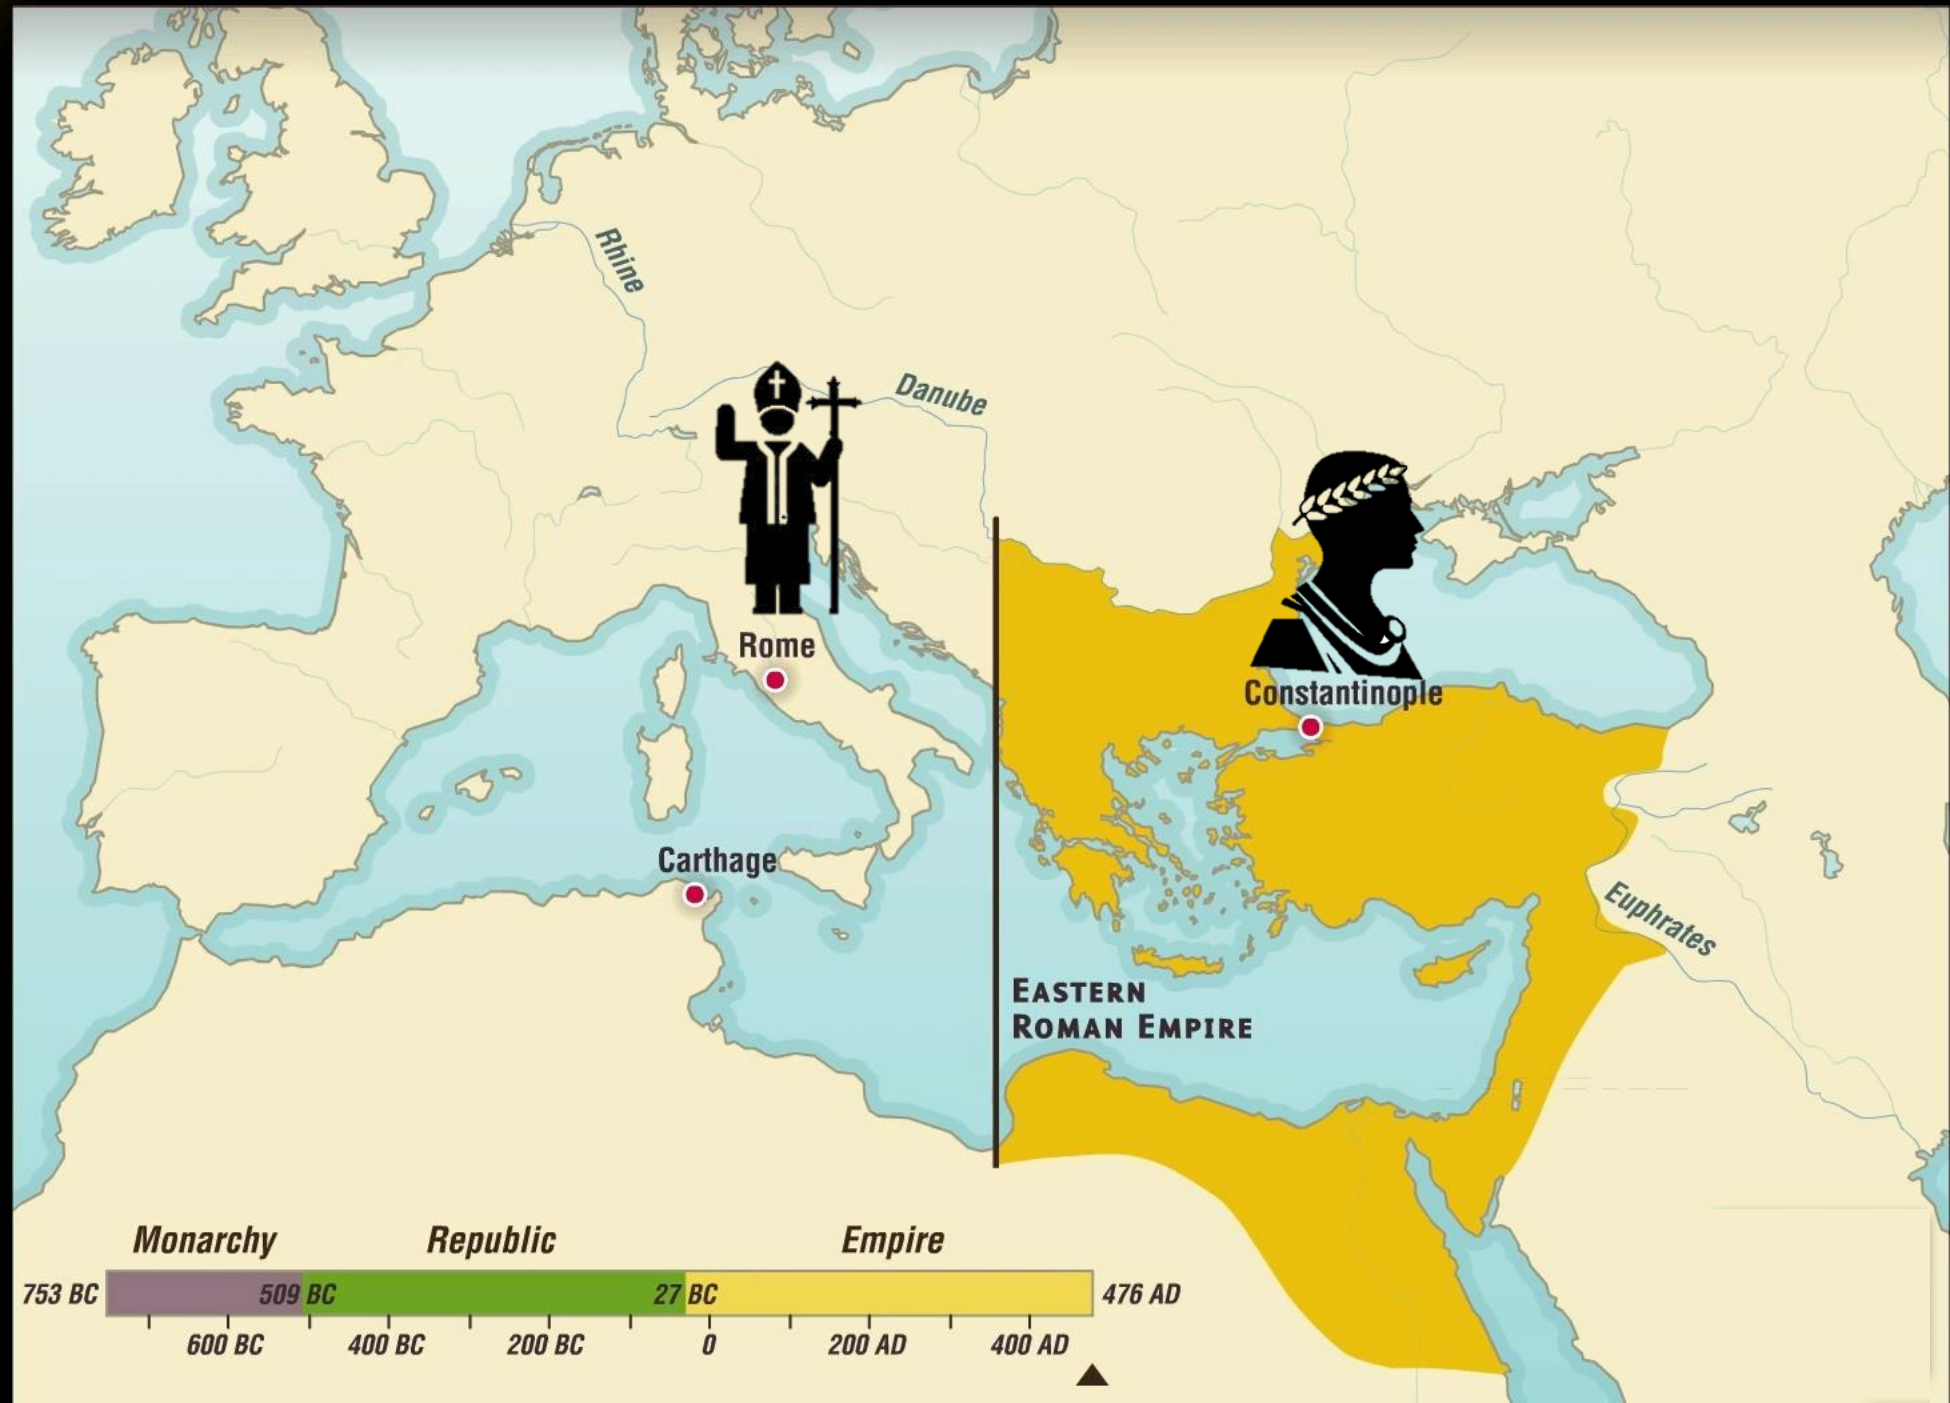 Rhine
Danube
Rome
Constantinople
Carthage
Euphrates
EASTERN
ROMAN EMPIRE
Monarchy Republic Empire
753 BC 509 BC 27 BC 476 AD
600 BC 400 BC 200 BC 0 200 AD 400 AD